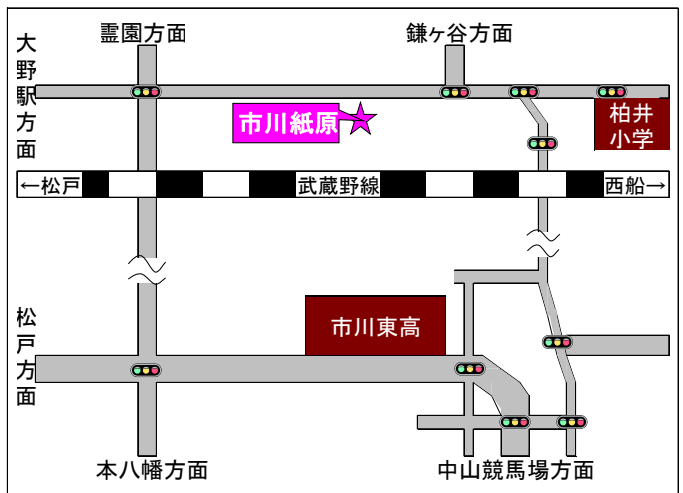 霊園方面
鎌ヶ谷方面
大野駅方面
市川紙原
柏井
小学
←松戸
武蔵野線
西船→
松戸方面
市川東高
本八幡方面
中山競馬場方面